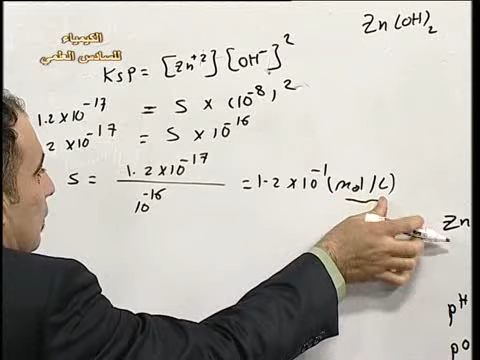 Zn(OH)₂
الكيمياء
للسادس العلمي
Ksp = [Zn⁺²] [OH⁻]²
1.2 x 10⁻¹⁷ = S x (10⁻⁸)²
2 x 10⁻¹⁷ = S x 10⁻¹⁶
S = 1.2 x 10⁻¹⁷ / 10⁻¹⁶ = 1.2 x 10⁻¹ (mol/L)
Zn
pH
pO